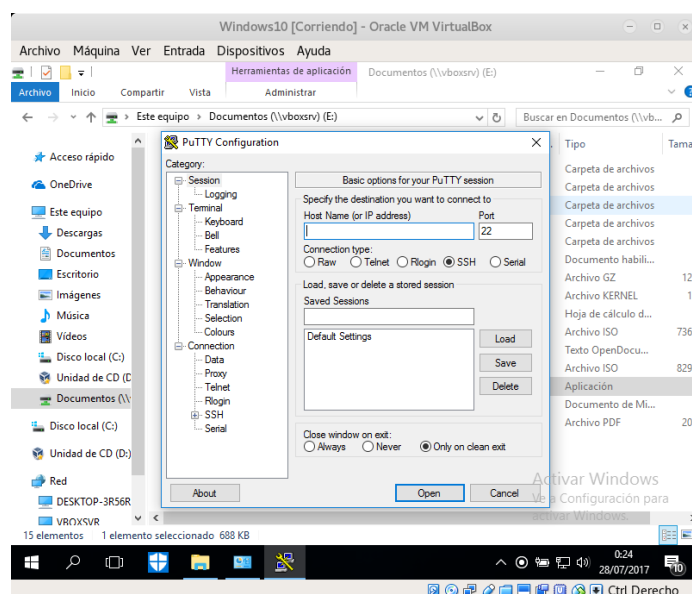 Windows10 [Corriendo] - Oracle VM VirtualBox
Archivo Máquina Ver Entrada Dispositivos Ayuda
Herramientas de aplicación Documentos (\\vboxsrv) (E:)
Archivo Inicio Compartir Vista Administrar
Este equipo > Documentos (\\vboxsrv) (E:) Buscar en Documentos (\\vb...
Acceso rápido
OneDrive
Este equipo
Descargas
Documentos
Escritorio
Imágenes
Música
Vídeos
Disco local (C:)
Unidad de CD (D
Documentos (\\
Disco local (C:)
Unidad de CD (D:)
Red
DESKTOP-3R56R
VBOXSVR
PuTTY Configuration
Category:
Session
Logging
Terminal
Keyboard
Bell
Features
Window
Appearance
Behaviour
Translation
Selection
Colours
Connection
Data
Proxy
Telnet
Rlogin
SSH
Serial
Basic options for your PuTTY session
Specify the destination you want to connect to
Host Name (or IP address) Port
22
Connection type:
Raw Telnet Rlogin SSH Serial
Load, save or delete a stored session
Saved Sessions
Default Settings
Load
Save
Delete
Close window on exit:
Always Never Only on clean exit
About Open Cancel
Tipo Tama
Carpeta de archivos
Carpeta de archivos
Carpeta de archivos
Carpeta de archivos
Carpeta de archivos
Documento habili...
Archivo GZ 12
Archivo KERNEL 1
Hoja de cálculo d...
Archivo ISO 736
Texto OpenDocu...
Archivo ISO 829
Aplicación
Documento de Mi...
Archivo PDF 20
Activar Windows
Ve a Configuración para
activar Windows.
15 elementos 1 elemento seleccionado 688 KB
0:24
28/07/2017
10
Ctrl Derecho